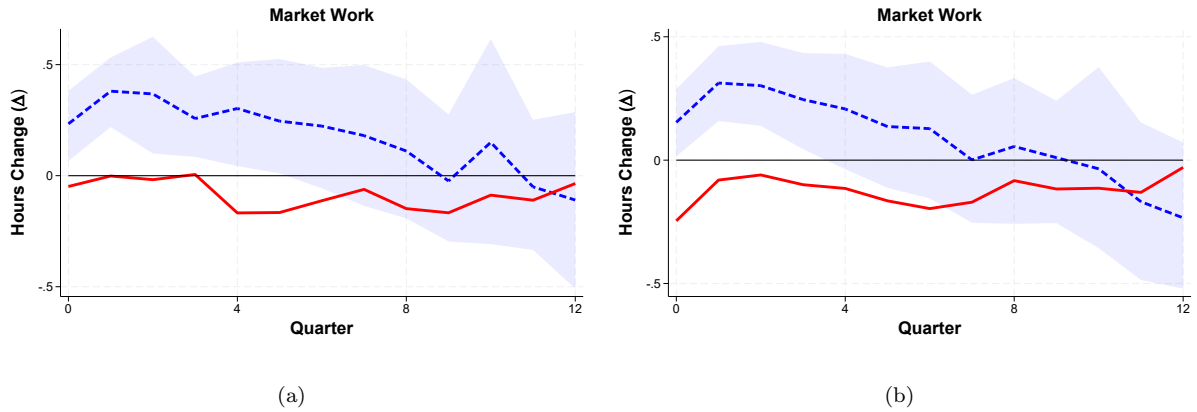 Market Work
Hours Change (Δ)
.5
0
-.5
0 4 8 12
Quarter
(a)
Market Work
Hours Change (Δ)
.5
0
-.5
0 4 8 12
Quarter
(b)